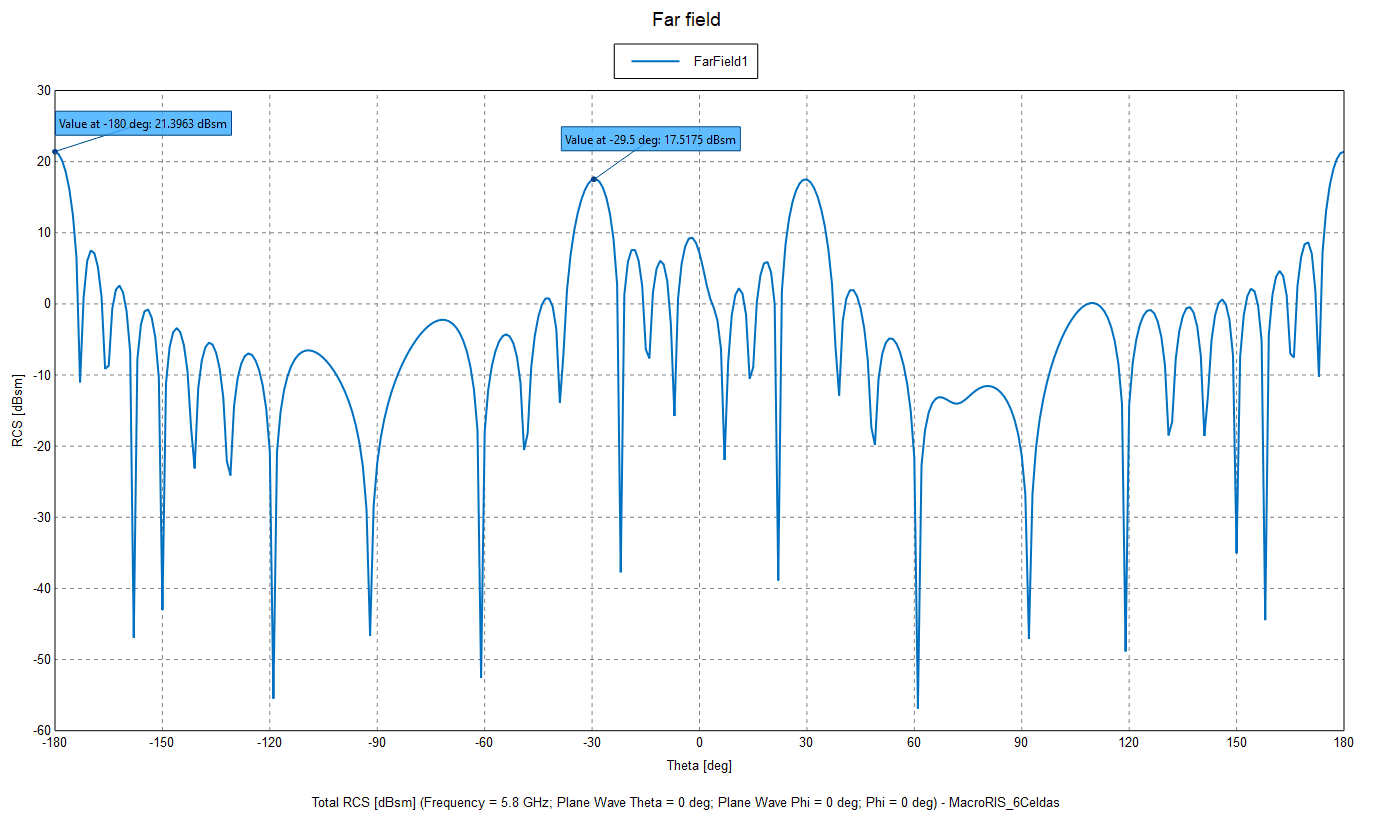 Far field
FarField1
Value at -180 deg: 21.3963 dBsm
Value at -29.5 deg: 17.5175 dBsm
RCS [dBsm]
30
20
10
0
-10
-20
-30
-40
-50
-60
-180 -150 -120 -90 -60 -30 0 30 60 90 120 150 180
Theta [deg]
Total RCS [dBsm] (Frequency = 5.8 GHz; Plane Wave Theta = 0 deg; Plane Wave Phi = 0 deg; Phi = 0 deg) - MacroRIS_6Celdas